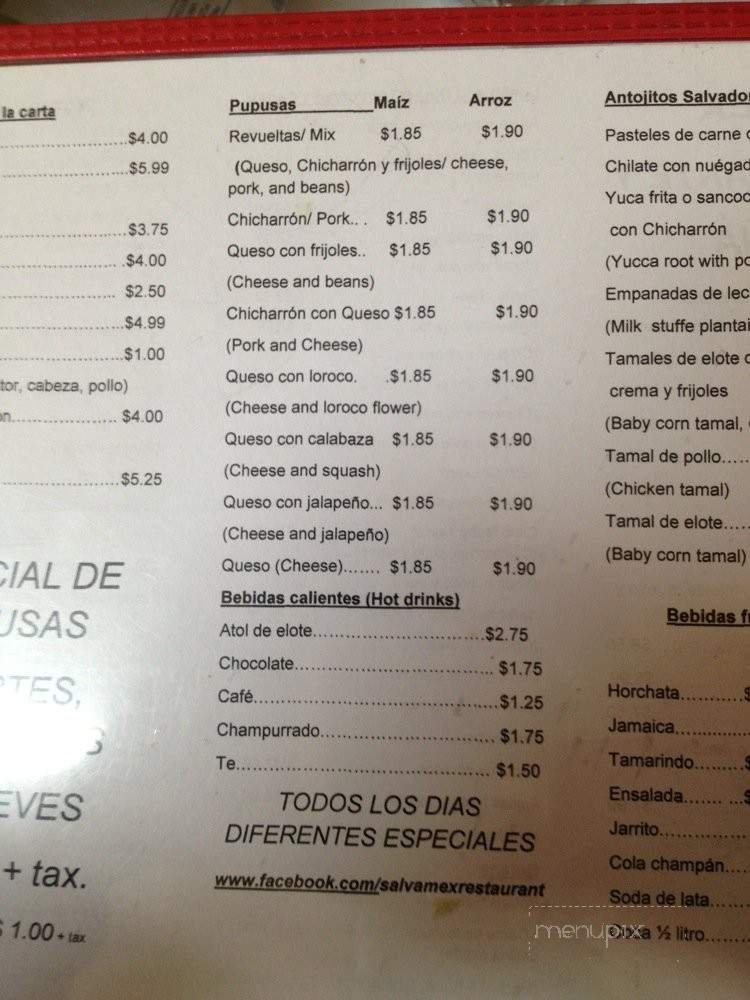 la carta
$4.00
$5.99
$3.75
$4.00
$2.50
$4.99
$1.00
tor, cabeza, pollo)
$4.00
$5.25
CIAL DE
USAS
TES,
S
EVES
+ tax.
$ 1.00 + tax
Pupusas Maíz Arroz
Revueltas/ Mix $1.85 $1.90
(Queso, Chicharrón y frijoles/ cheese,
pork, and beans)
Chicharrón/ Pork.. . $1.85 $1.90
Queso con frijoles.. $1.85 $1.90
(Cheese and beans)
Chicharrón con Queso $1.85 $1.90
(Pork and Cheese)
Queso con loroco. .$1.85 $1.90
(Cheese and loroco flower)
Queso con calabaza $1.85 $1.90
(Cheese and squash)
Queso con jalapeño... $1.85 $1.90
(Cheese and jalapeño)
Queso (Cheese)....... $1.85 $1.90
Bebidas calientes (Hot drinks)
Atol de elote..............................$2.75
Chocolate.................................. $1.75
Café..........................................$1.25
Champurrado.............................. $1.75
Te............................................. $1.50
TODOS LOS DIAS
DIFERENTES ESPECIALES
www.facebook.com/salvamexrestaurant
Antojitos Salvador
Pasteles de carne
Chilate con nuégad
Yuca frita o sancoc
con Chicharrón
(Yucca root with po
Empanadas de lec
(Milk stuffe plantai
Tamales de elote
crema y frijoles
(Baby corn tamal,
Tamal de pollo.....
(Chicken tamal)
Tamal de elote.....
(Baby corn tamal)
Bebidas f
Horchata..........$
Jamaica.............
Tamarindo.........$
Ensalada....... ...$
Jarrito...............
Cola champán....
Soda de lata.......
½ litro.......
menupix